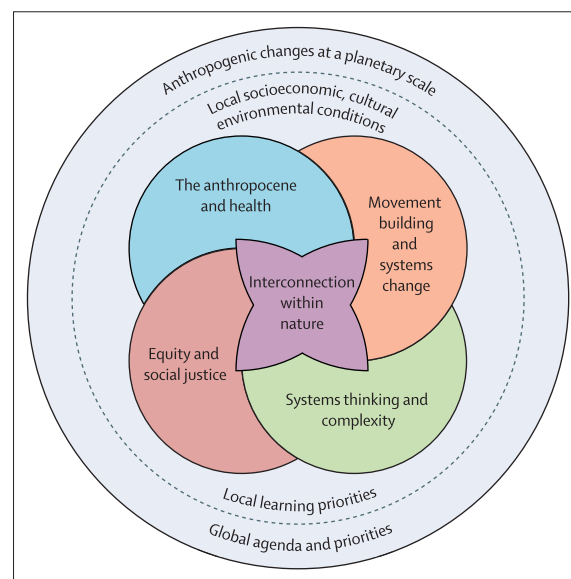 Anthropogenic changes at a planetary scale
Local socioeconomic, cultural
environmental conditions
The anthropocene
and health
Movement
building
and
systems
change
Interconnection
within
nature
Equity and
social justice
Systems thinking and
complexity
Local learning priorities
Global agenda and priorities